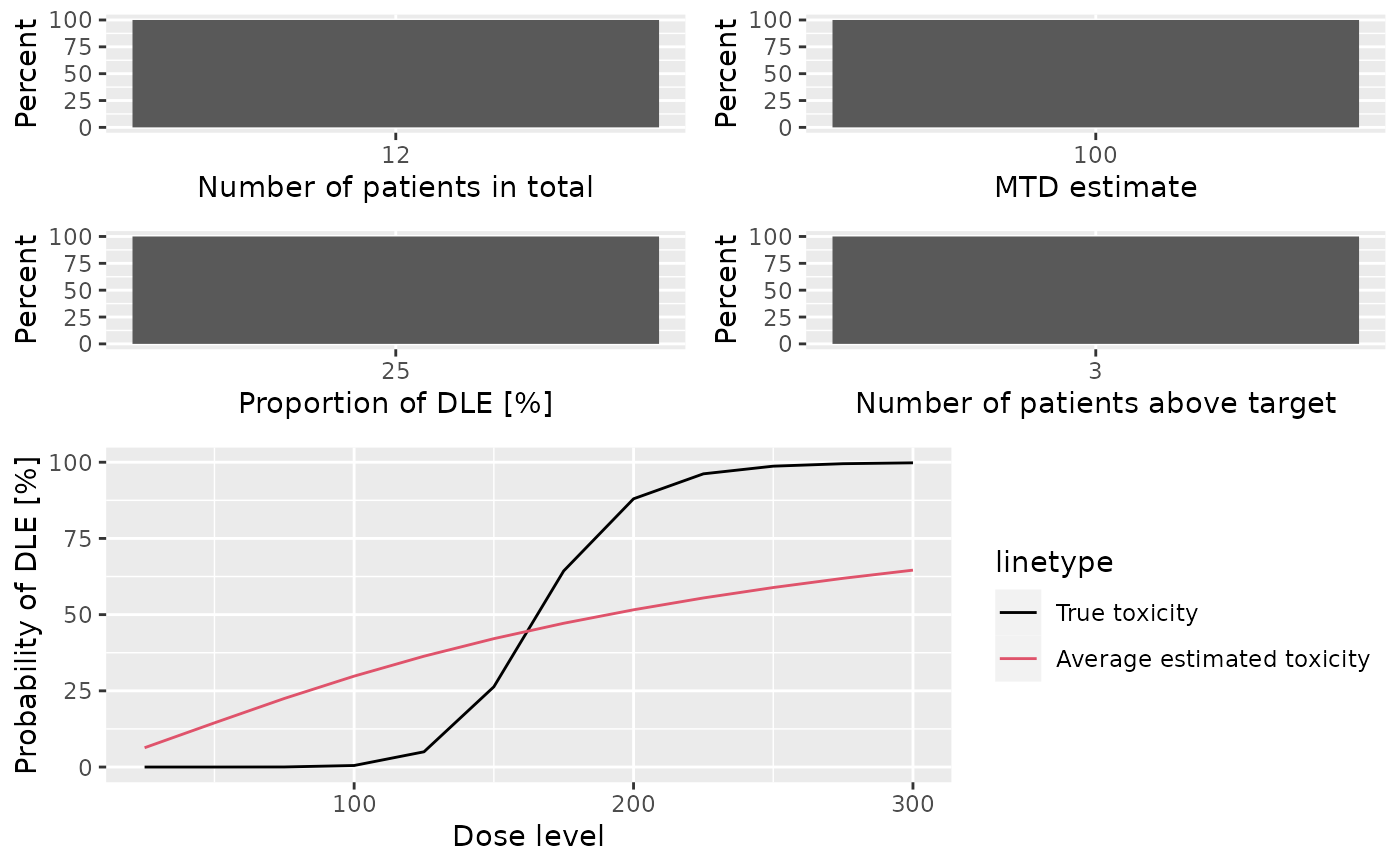 Percent
100
75
50
25
0
12
Number of patients in total
Percent
100
75
50
25
0
100
MTD estimate
Percent
100
75
50
25
0
25
Proportion of DLE [%]
Percent
100
75
50
25
0
3
Number of patients above target
Probability of DLE [%]
100
75
50
25
0
100 200 300
Dose level
linetype
True toxicity
Average estimated toxicity